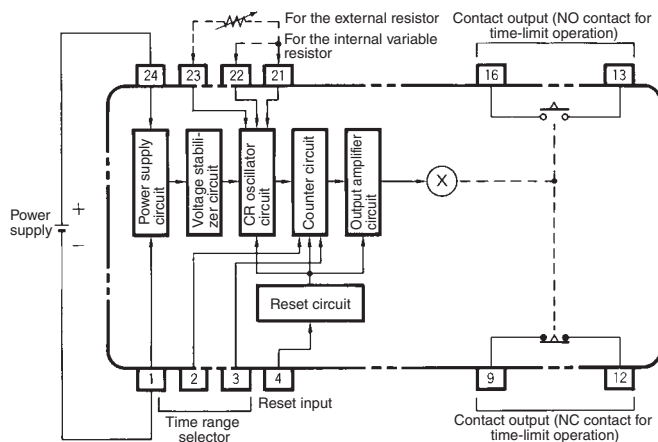 For the external resistor
For the internal variable
resistor
Contact output (NO contact for
time-limit operation)
24
23
22
21
16
13
Power supply
circuit
Voltage stabili-
zer circuit
CR oscillator
circuit
Counter circuit
Output amplifier
circuit
X
+
Power
supply
−
Reset circuit
1
2
3
4
9
12
Time range
selector
Reset input
Contact output (NC contact for
time-limit operation)